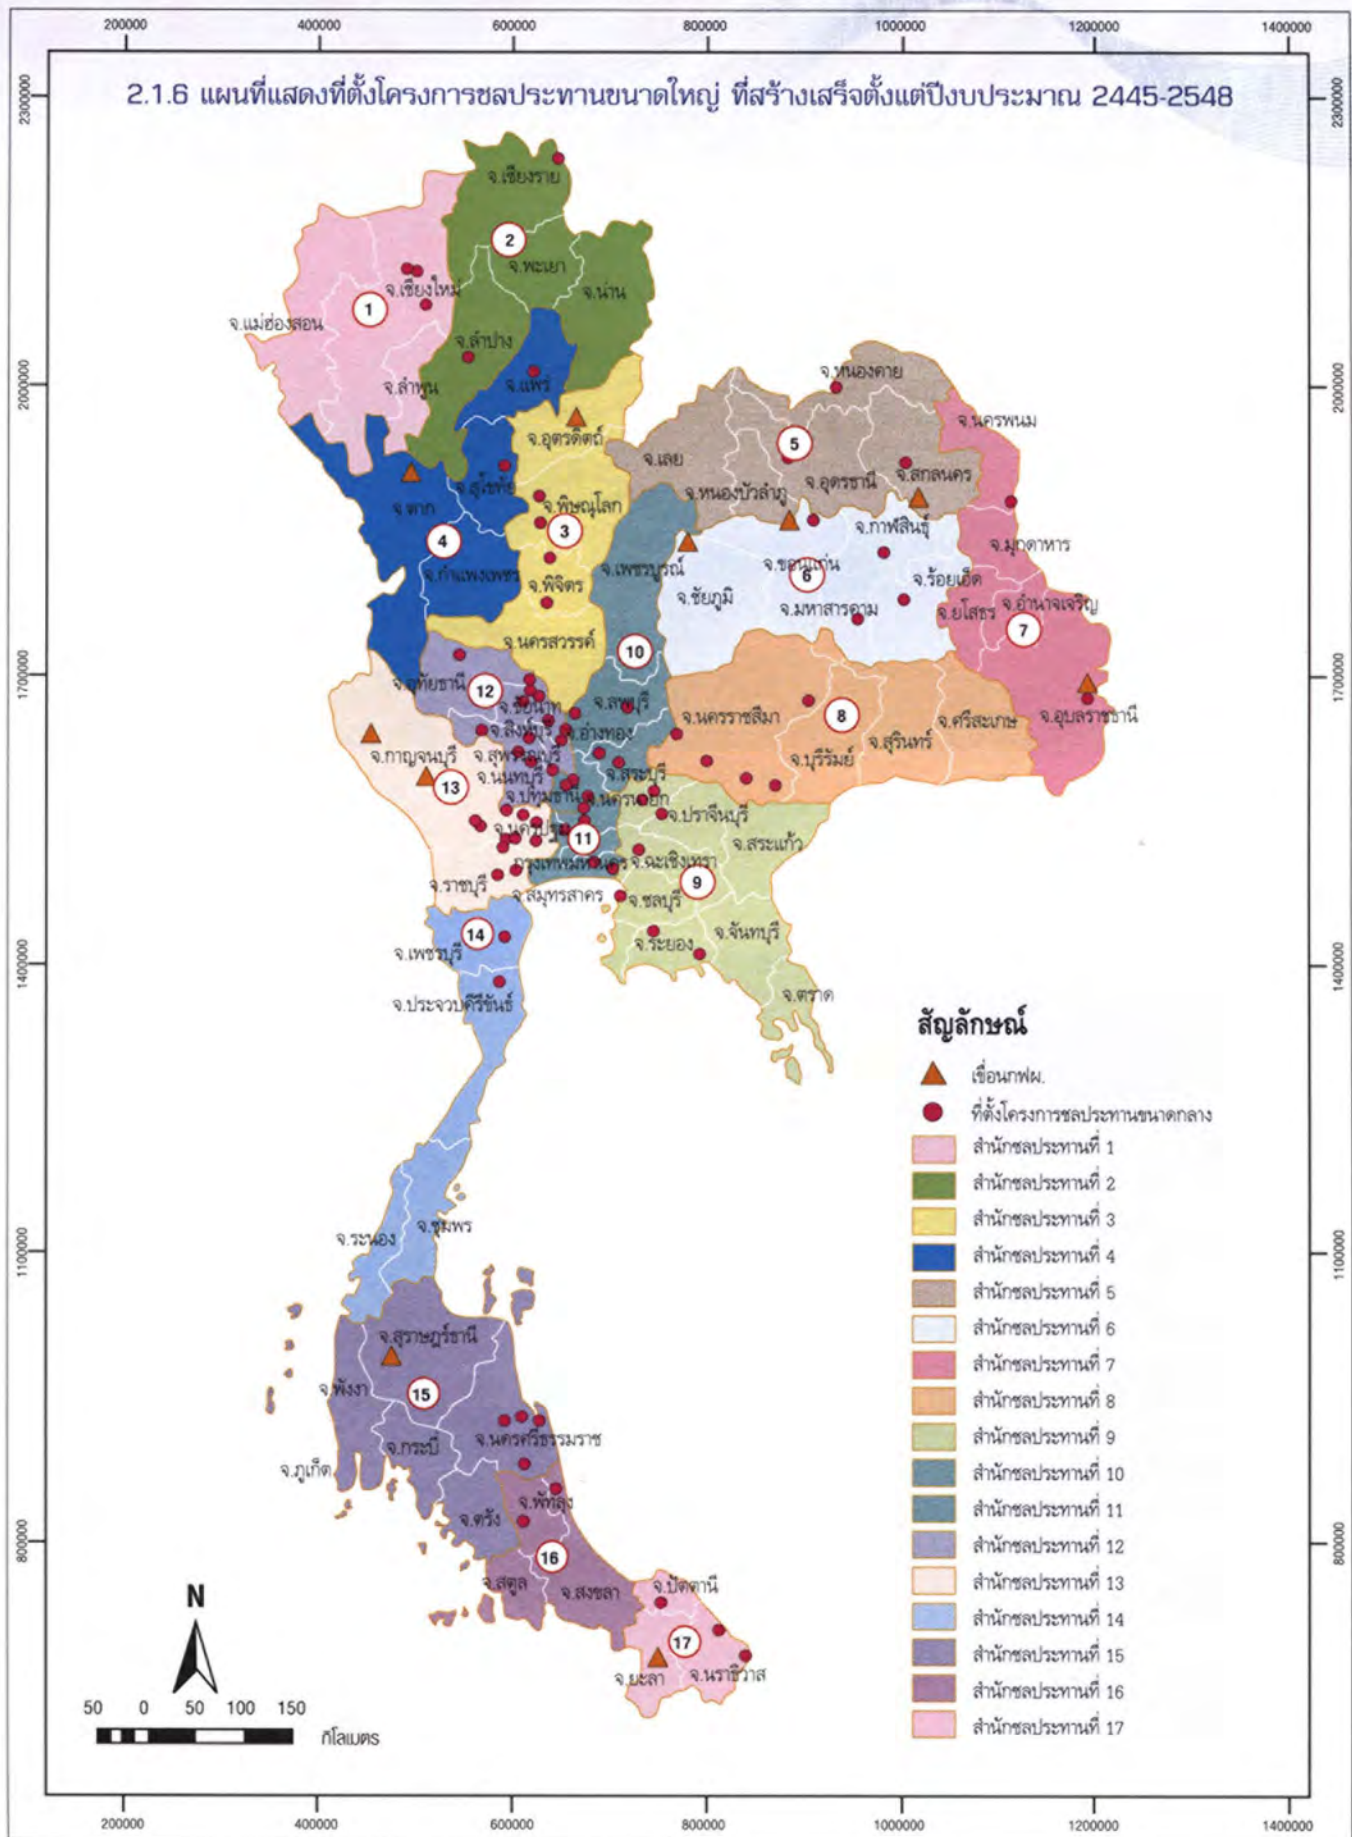 200000 400000 600000 800000 1000000 1200000 1400000
2.1.6 แผนที่แสดงที่ตั้งโครงการชลประทานขนาดใหญ่ ที่สร้างเสร็จตั้งแต่ปีงบประมาณ 2445-2548
2300000 2300000
จ.เชียงราย
2
จ.พะเยา
จ.น่าน
จ.เชียงใหม่
1
จ.แม่ฮ่องสอน
จ.ลำปาง
จ.ลำพูน
จ.แพร่
2000000 2000000
จ.หนองคาย
จ.นครพนม
จ.อุตรดิตถ์
5
จ.เลย
จ.สุโขทัย
จ.หนองบัวลำภู
จ.อุดรธานี
จ.สกลนคร
จ.ตาก
จ.พิษณุโลก
3
4
จ.กาฬสินธุ์
จ.มุกดาหาร
จ.เพชรบูรณ์
จ.ขอนแก่น
6
จ.กำแพงเพชร
จ.พิจิตร
จ.ชัยภูมิ
จ.ร้อยเอ็ด
จ.มหาสารอาม
จ.ยโสธร
จ.อำนาจเจริญ
7
จ.นครสวรรค์
10
1700000 1700000
จ.อุทัยธานี
12
จ.ชัยนาท
จ.ลพบุรี
จ.นครราชสีมา
8
จ.ศรีสะเกษ
จ.อุบลราชธานี
จ.สิงห์บุรี
จ.อ่างทอง
จ.สุรินทร์
จ.บุรีรัมย์
จ.กาญจนบุรี
13
จ.สุพรรณบุรี
จ.สระบุรี
จ.นนทบุรี
จ.ปทุมธานี
จ.นครนายก
จ.ปราจีนบุรี
จ.นครปฐม
11
จ.สระแก้ว
กรุงเทพมหานคร
จ.ฉะเชิงเทรา
9
จ.ราชบุรี
จ.สมุทรสาคร
จ.ชลบุรี
14
จ.เพชรบุรี
จ.ระยอง
จ.จันทบุรี
1400000 1400000
จ.ตราด
จ.ประจวบคีรีขันธ์
สัญลักษณ์
เขื่อนกฟผ.
ที่ตั้งโครงการชลประทานขนาดกลาง
สำนักชลประทานที่ 1
สำนักชลประทานที่ 2
สำนักชลประทานที่ 3
สำนักชลประทานที่ 4
สำนักชลประทานที่ 5
สำนักชลประทานที่ 6
สำนักชลประทานที่ 7
สำนักชลประทานที่ 8
สำนักชลประทานที่ 9
สำนักชลประทานที่ 10
สำนักชลประทานที่ 11
สำนักชลประทานที่ 12
สำนักชลประทานที่ 13
สำนักชลประทานที่ 14
สำนักชลประทานที่ 15
สำนักชลประทานที่ 16
สำนักชลประทานที่ 17
จ.ระนอง
จ.ชุมพร
1100000 1100000
จ.สุราษฎร์ธานี
จ.พังงา
15
จ.กระบี่
จ.นครศรีธรรมราช
จ.ภูเก็ต
จ.พัทลุง
จ.ตรัง
800000 800000
16
จ.สตูล
จ.สงขลา
จ.ปัตตานี
17
จ.ยะลา
จ.นราธิวาส
N
50 0 50 100 150
กิโลเมตร
200000 400000 600000 800000 1000000 1200000 1400000